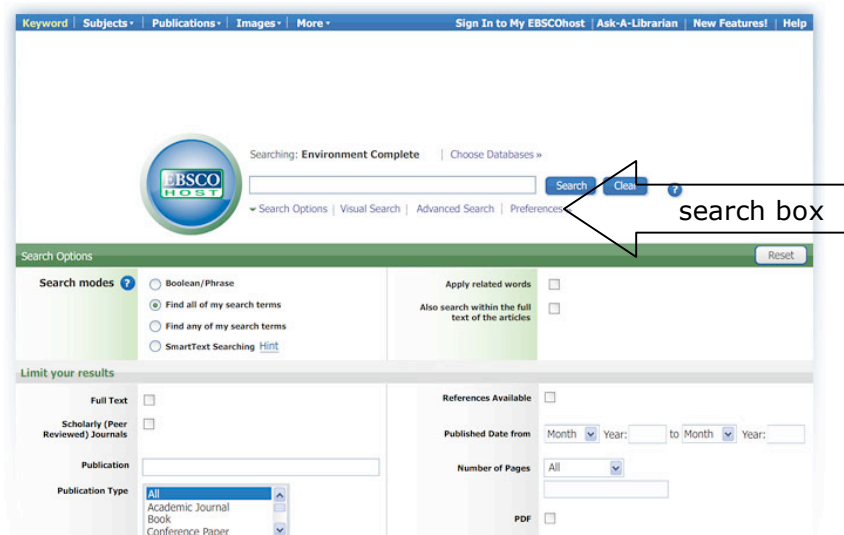 Keyword | Subjects | Publications | Images | More Sign In to My EBSCOhost | Ask-A-Librarian | New Features! | Help
Searching: Environment Complete | Choose Databases »
EBSCO
HOST
Search Clear ?
Search Options | Visual Search | Advanced Search | Preferences
search box
Search Options Reset
Search modes ? Boolean/Phrase Apply related words
Find all of my search terms Also search within the full
text of the articles
Find any of my search terms
SmartText Searching Hint
Limit your results
Full Text References Available
Scholarly (Peer
Reviewed) Journals Published Date from Month Year: to Month Year:
Publication Number of Pages All
Publication Type All
Academic Journal
Book
Conference Paper PDF